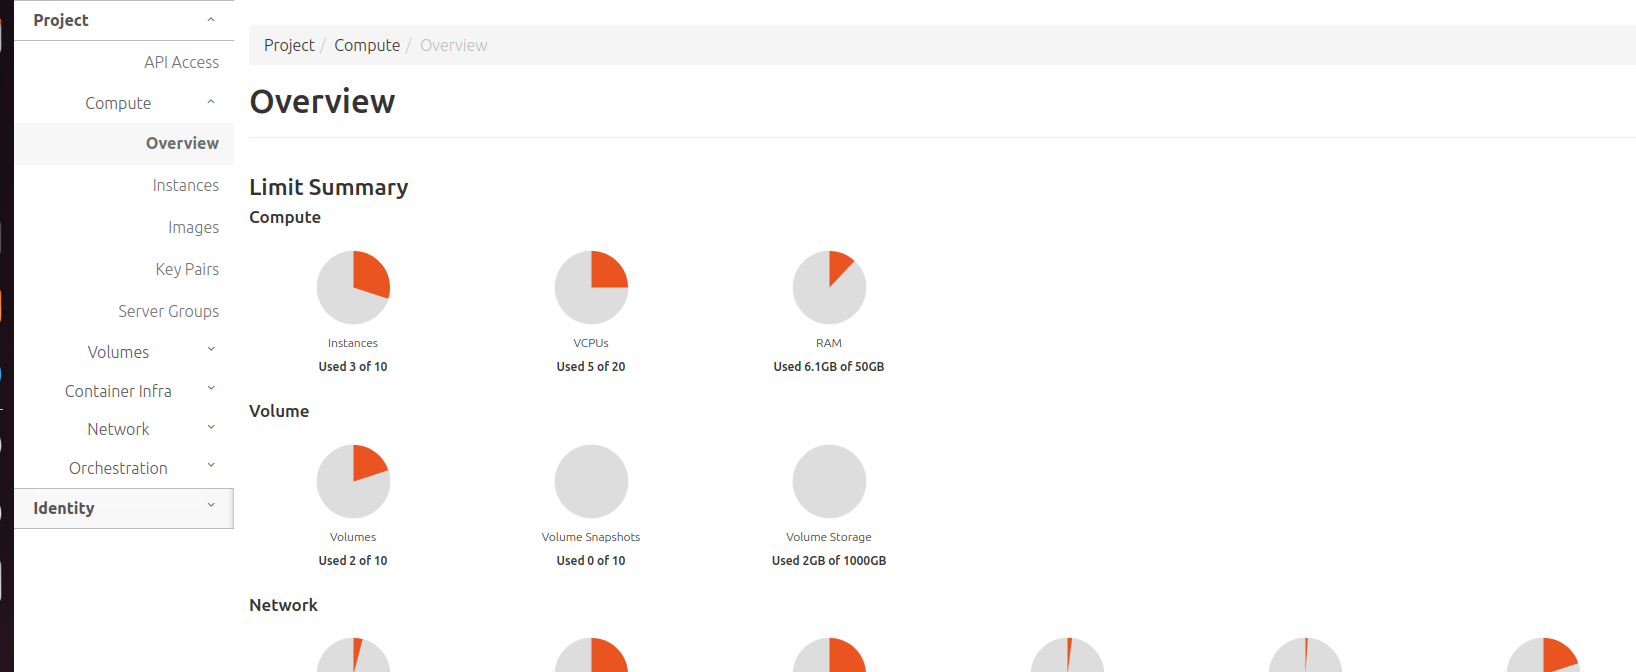 Project
API Access
Compute
Overview
Instances
Images
Key Pairs
Server Groups
Volumes
Container Infra
Network
Orchestration
Identity
Project / Compute / Overview
Overview
Limit Summary
Compute
Instances
Used 3 of 10
VCPUs
Used 5 of 20
RAM
Used 6.1GB of 50GB
Volume
Volumes
Used 2 of 10
Volume Snapshots
Used 0 of 10
Volume Storage
Used 2GB of 1000GB
Network